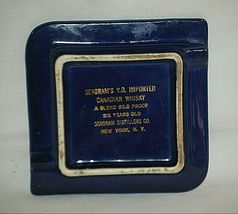 SEAGRAM'S V.O. IMPORTED
CANADIAN WHISKY
A BLEND 86.8 PROOF
SIX YEARS OLD
SEAGRAM DISTILLERS CO.
NEW YORK, N. Y.